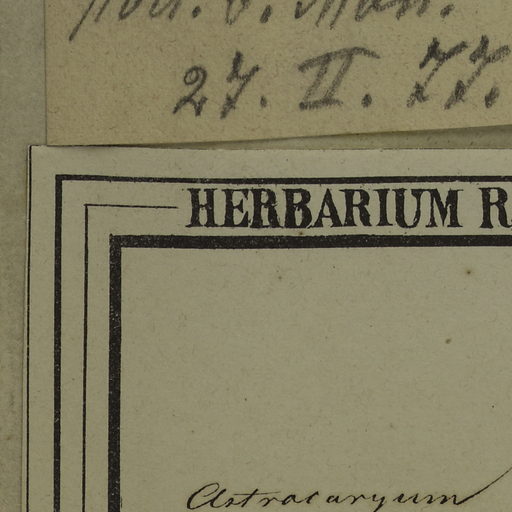 27. II. 77.
HERBARIUM R
Astrocaryum